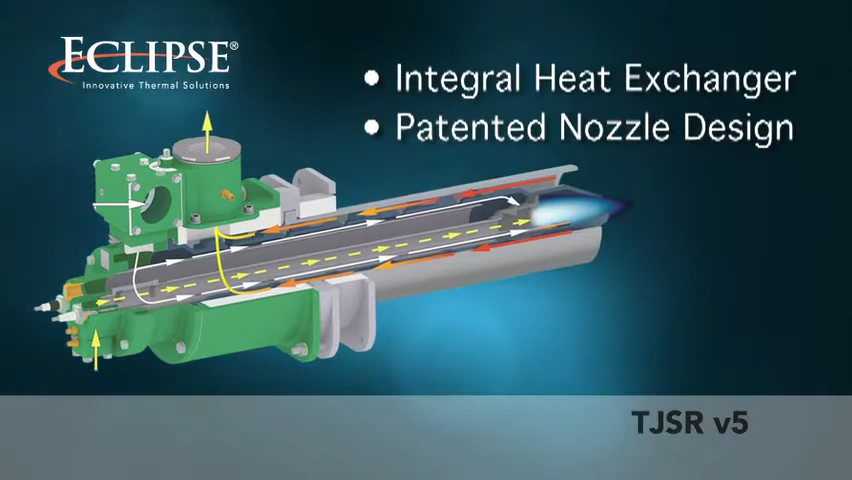 ECLIPSE®
Innovative Thermal Solutions
• Integral Heat Exchanger
• Patented Nozzle Design
TJSR v5